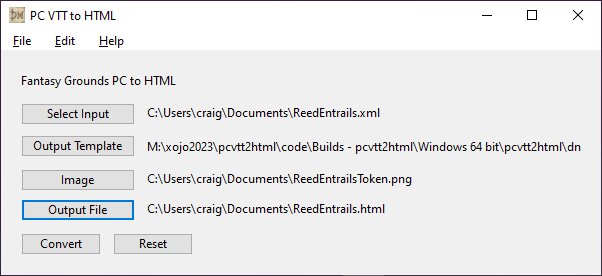 DN PC VTT to HTML
File Edit Help
Fantasy Grounds PC to HTML
Select Input C:\Users\craig\Documents\ReedEntrails.xml
Output Template M:\xojo2023\pcvtt2html\code\Builds - pcvtt2html\Windows 64 bit\pcvtt2html\dn
Image C:\Users\craig\Documents\ReedEntrailsToken.png
Output File C:\Users\craig\Documents\ReedEntrails.html
Convert Reset